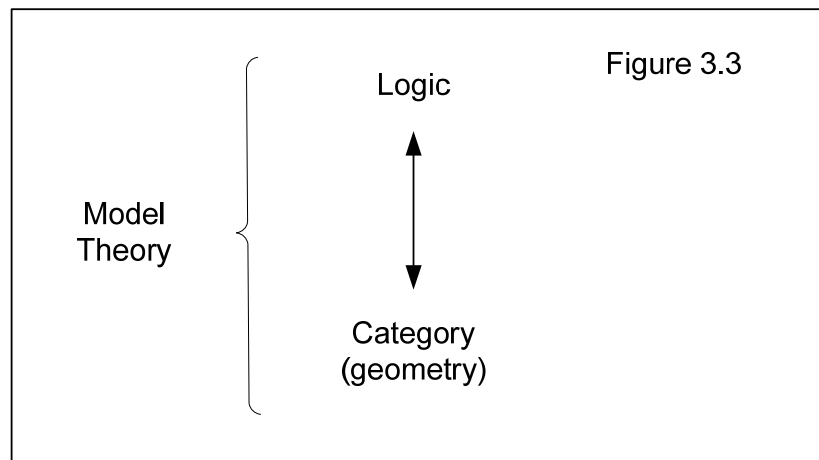 Figure 3.3
Logic
Model
Theory
Category
(geometry)